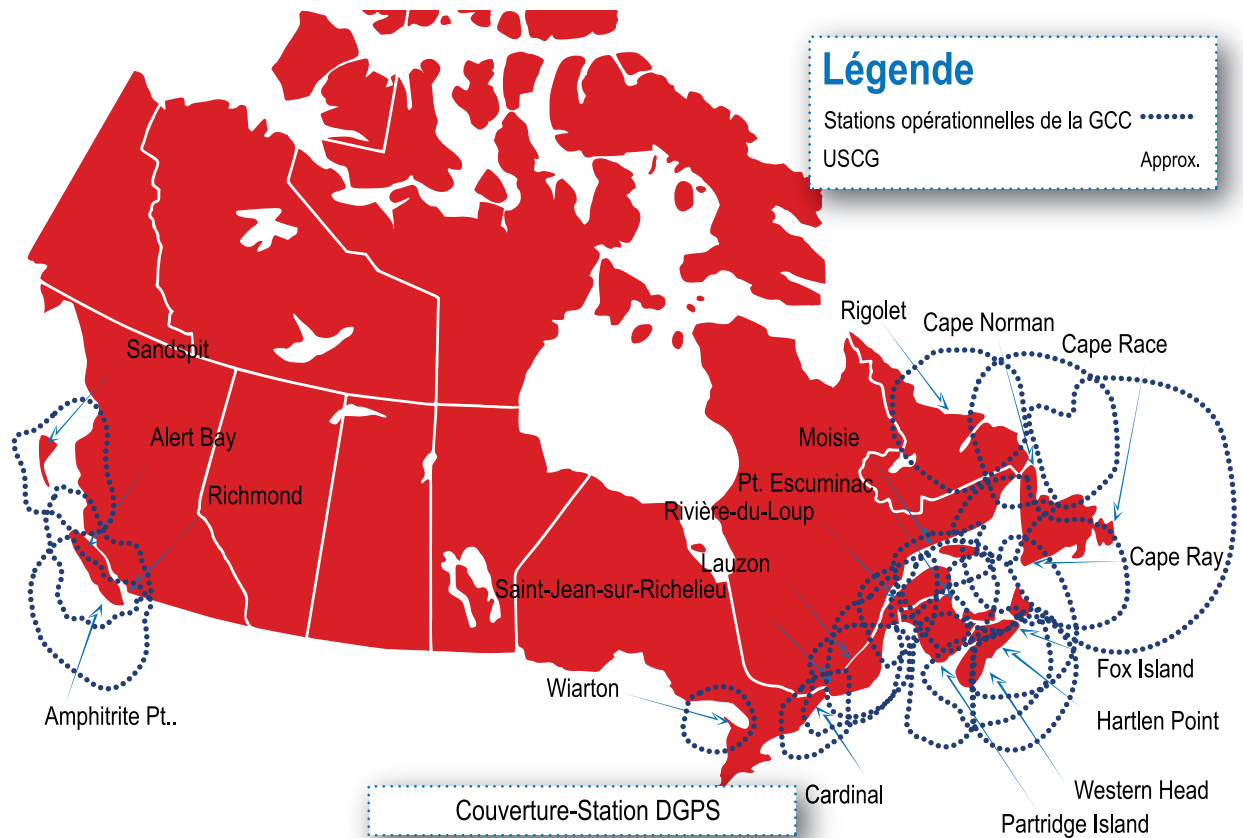 Légende
Stations opérationnelles de la GCC
USCG Approx.
Rigolet
Cape Norman
Cape Race
Sandspit
Alert Bay
Moisie
Richmond
Pt. Escuminac
Rivière-du-Loup
Lauzon
Cape Ray
Saint-Jean-sur-Richelieu
Fox Island
Wiarton
Amphitrite Pt..
Hartlen Point
Cardinal
Western Head
Couverture-Station DGPS
Partridge Island